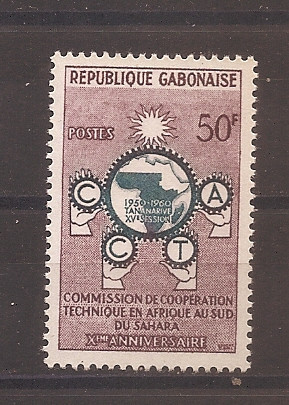 REPUBLIQUE GABONAISE
POSTES
50F
1950-1960
TANANARIVE
XVE SESSION
C
A
C
T
COMMISSION DE COOPÉRATION
TECHNIQUE EN AFRIQUE AU SUD
DU SAHARA
XÈME ANNIVERSAIRE